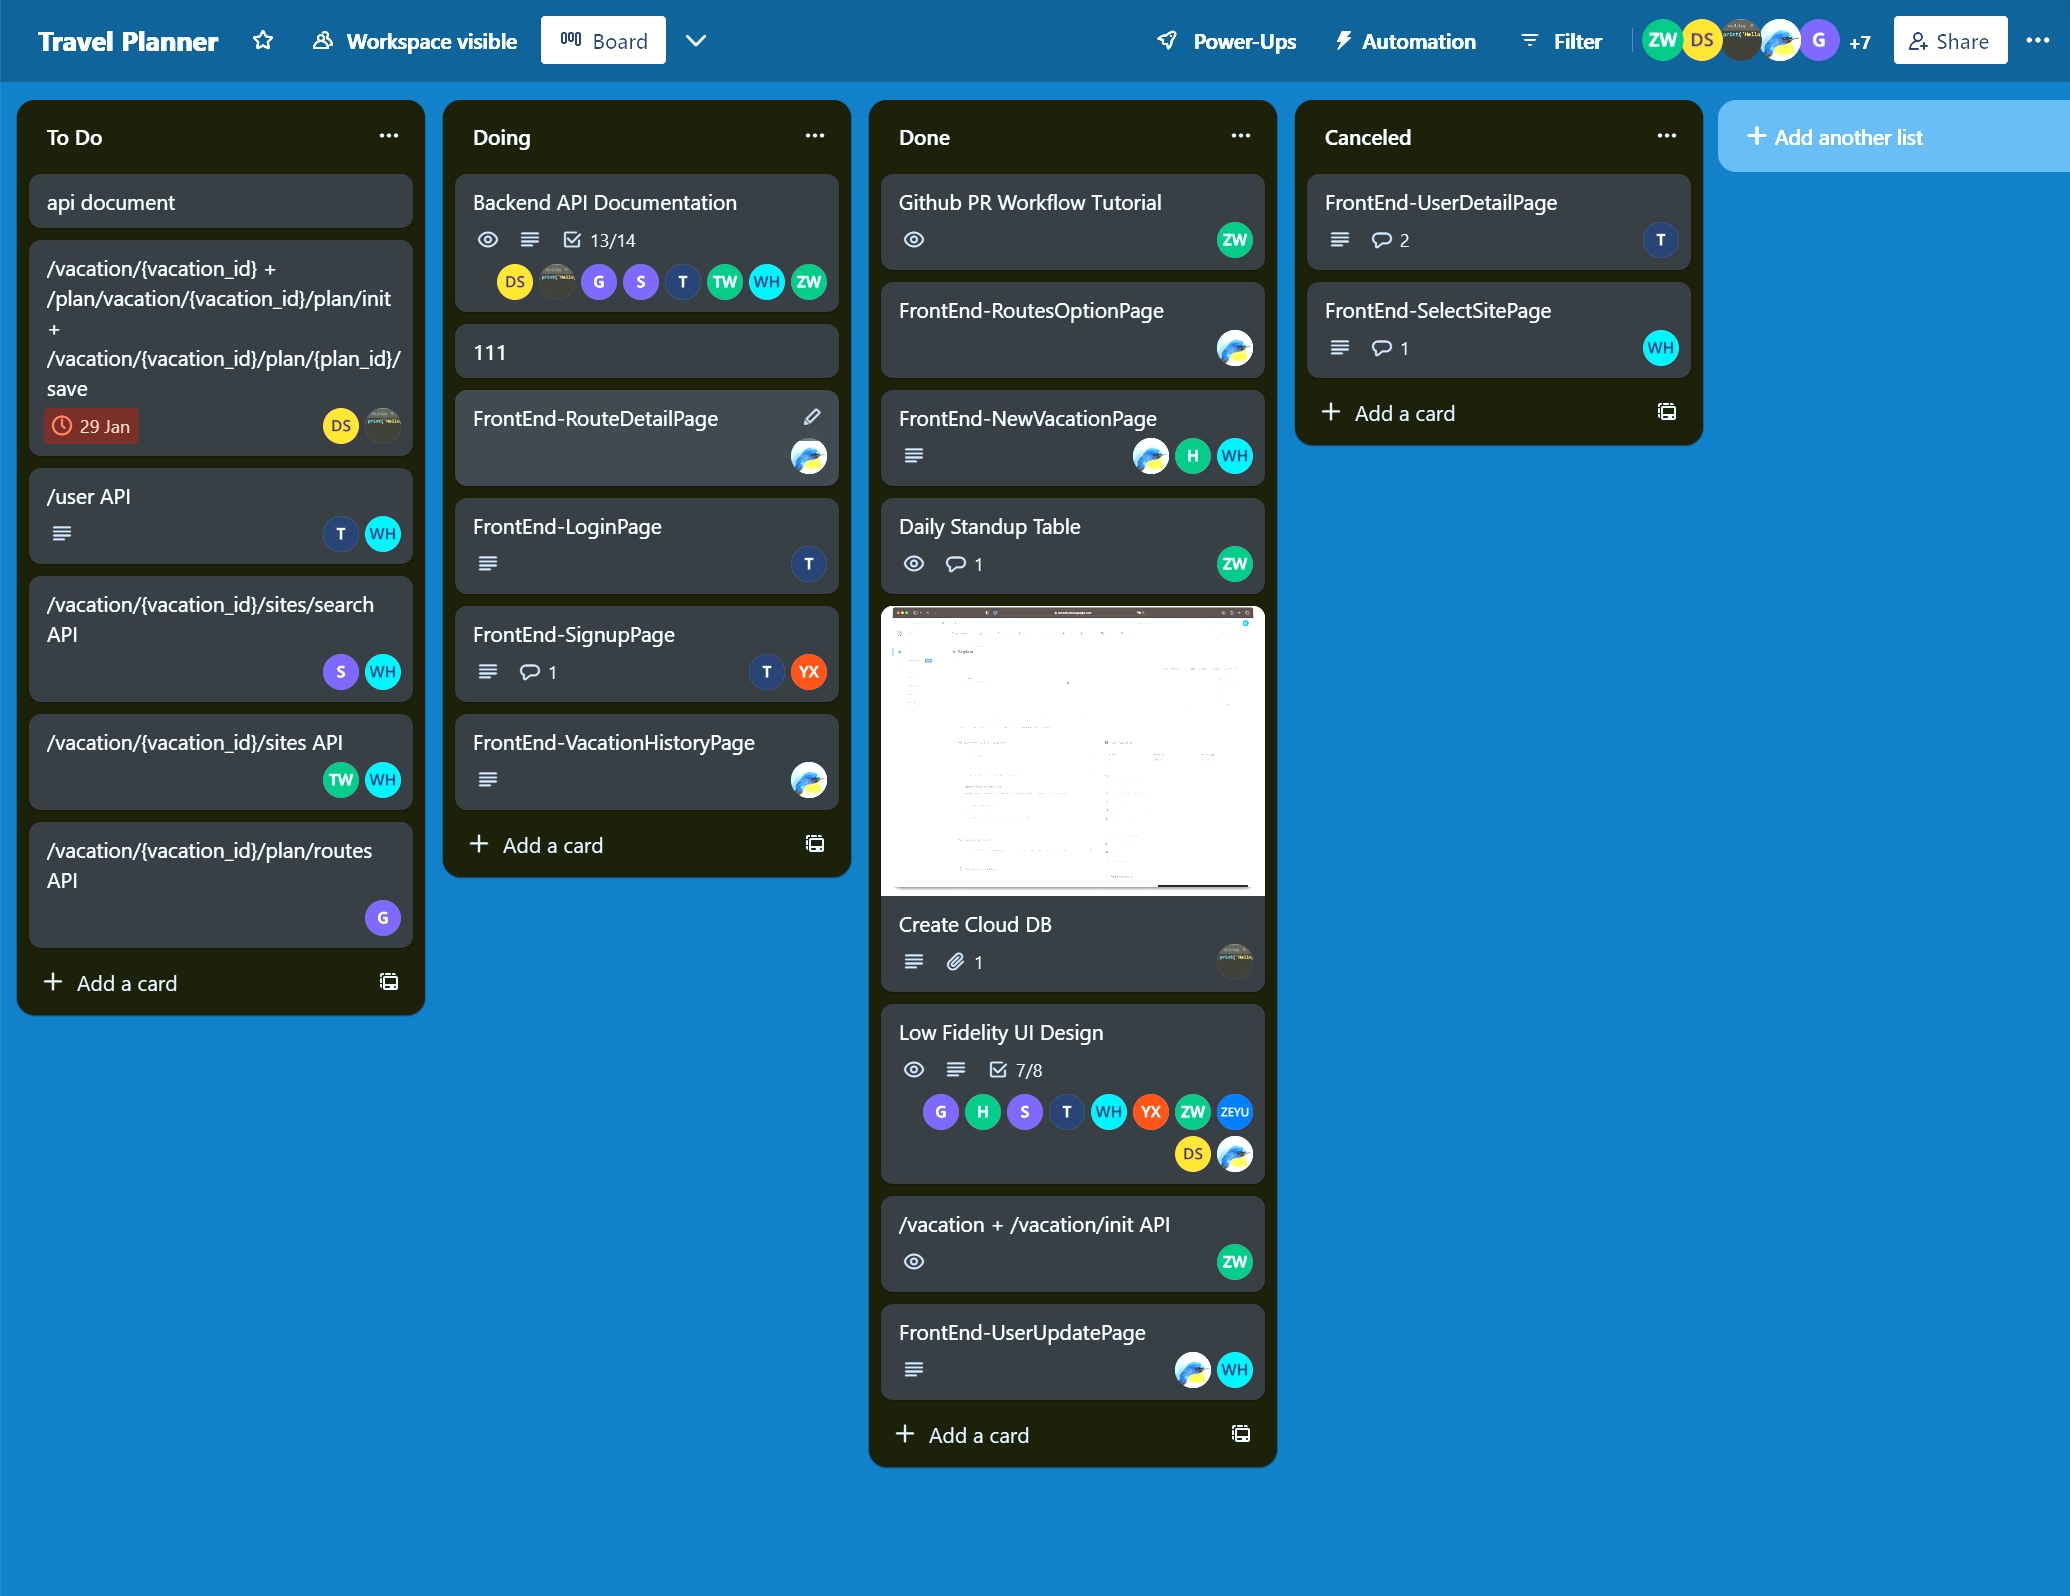 Travel Planner
Workspace visible
Board
Power-Ups
Automation
Filter
ZW
DS
G
+7
Share
To Do
api document
/vacation/{vacation_id} +
/plan/vacation/{vacation_id}/plan/init
+
/vacation/{vacation_id}/plan/{plan_id}/
save
29 Jan
DS
/user API
T WH
/vacation/{vacation_id}/sites/search
API
S WH
/vacation/{vacation_id}/sites API
TW WH
/vacation/{vacation_id}/plan/routes
API
G
+ Add a card
Doing
Backend API Documentation
13/14
DS G S T TW WH ZW
111
FrontEnd-RouteDetailPage
FrontEnd-LoginPage
T
FrontEnd-SignupPage
1 T YX
FrontEnd-VacationHistoryPage
+ Add a card
Done
Github PR Workflow Tutorial
ZW
FrontEnd-RoutesOptionPage
FrontEnd-NewVacationPage
H WH
Daily Standup Table
1 ZW
Create Cloud DB
1
Low Fidelity UI Design
7/8
G H S T WH YX ZW ZEYU
DS
/vacation + /vacation/init API
ZW
FrontEnd-UserUpdatePage
WH
+ Add a card
Canceled
FrontEnd-UserDetailPage
2 T
FrontEnd-SelectSitePage
1 WH
+ Add a card
+ Add another list